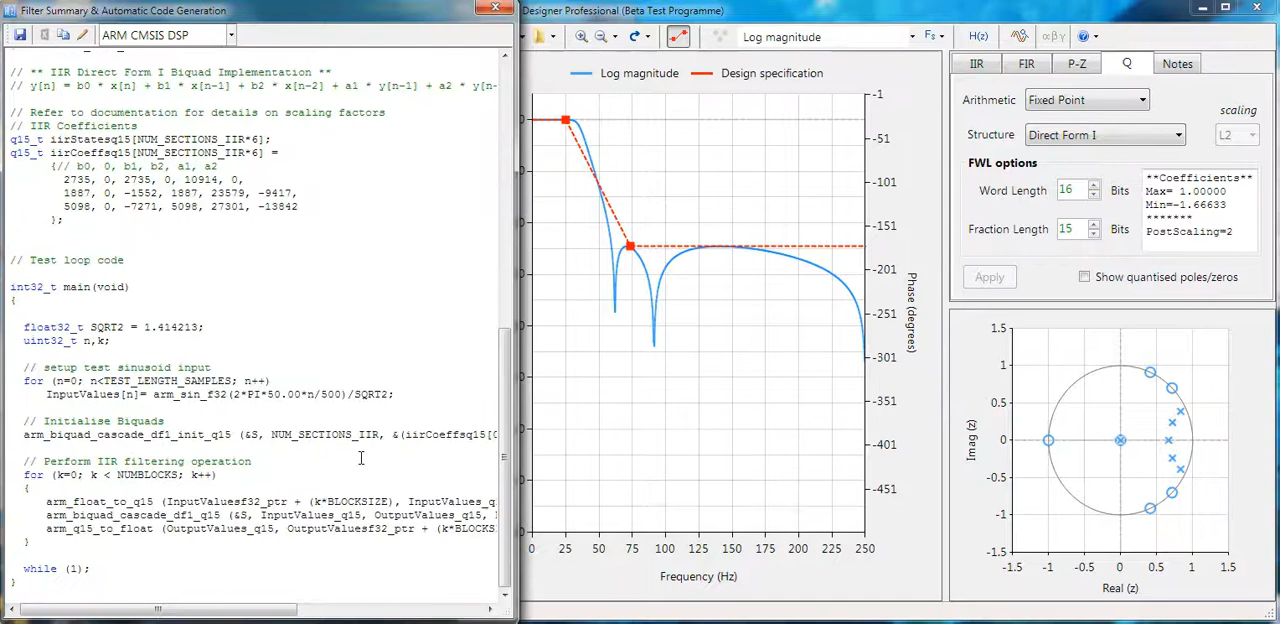 Filter Summary & Automatic Code Generation
ARM CMSIS DSP
// ** IIR Direct Form I Biquad Implementation **
// y[n] = b0 * x[n] + b1 * x[n-1] + b2 * x[n-2] + a1 * y[n-1] + a2 * y[n-
// Refer to documentation for details on scaling factors
// IIR Coefficients
q15_t iirStatesq15[NUM_SECTIONS_IIR*6];
q15_t iirCoeffsq15[NUM_SECTIONS_IIR*6] =
{// b0, 0, b1, b2, a1, a2
2735, 0, 2735, 0, 10914, 0,
1887, 0, -1552, 1887, 23579, -9417,
5098, 0, -7271, 5098, 27301, -13842
};
// Test loop code
int32_t main(void)
{
float32_t SQRT2 = 1.414213;
uint32_t n,k;
// setup test sinusoid input
for (n=0; n<TEST_LENGTH_SAMPLES; n++)
InputValues[n]= arm_sin_f32(2*PI*50.00*n/500)/SQRT2;
// Initialise Biquads
arm_biquad_cascade_df1_init_q15 (&S, NUM_SECTIONS_IIR, &(iirCoeffsq15[
// Perform IIR filtering operation
for (k=0; k < NUMBLOCKS; k++)
{
arm_float_to_q15 (InputValuesf32_ptr + (k*BLOCKSIZE), InputValues_q
arm_biquad_cascade_df1_q15 (&S, InputValues_q15, OutputValues_q15,
arm_q15_to_float (OutputValues_q15, OutputValuesf32_ptr + (k*BLOCKS
}
while (1);
}
Designer Professional (Beta Test Programme)
Log magnitude
Fs
H(z)
αβγ
Log magnitude
Design specification
-1
-51
-101
-151
-201
-251
-301
-351
-401
-451
Phase (degrees)
0 25 50 75 100 125 150 175 200 225 250
Frequency (Hz)
IIR
FIR
P-Z
Q
Notes
Arithmetic
Fixed Point
scaling
Structure
Direct Form I
L2
FWL options
Word Length
16
Bits
Fraction Length
15
Bits
**Coefficients**
Max= 1.00000
Min=-1.66633
*******
PostScaling=2
Apply
Show quantised poles/zeros
1.5
1
0.5
0
-0.5
-1
-1.5
Imag (z)
-1.5 -1 -0.5 0 0.5 1 1.5
Real (z)